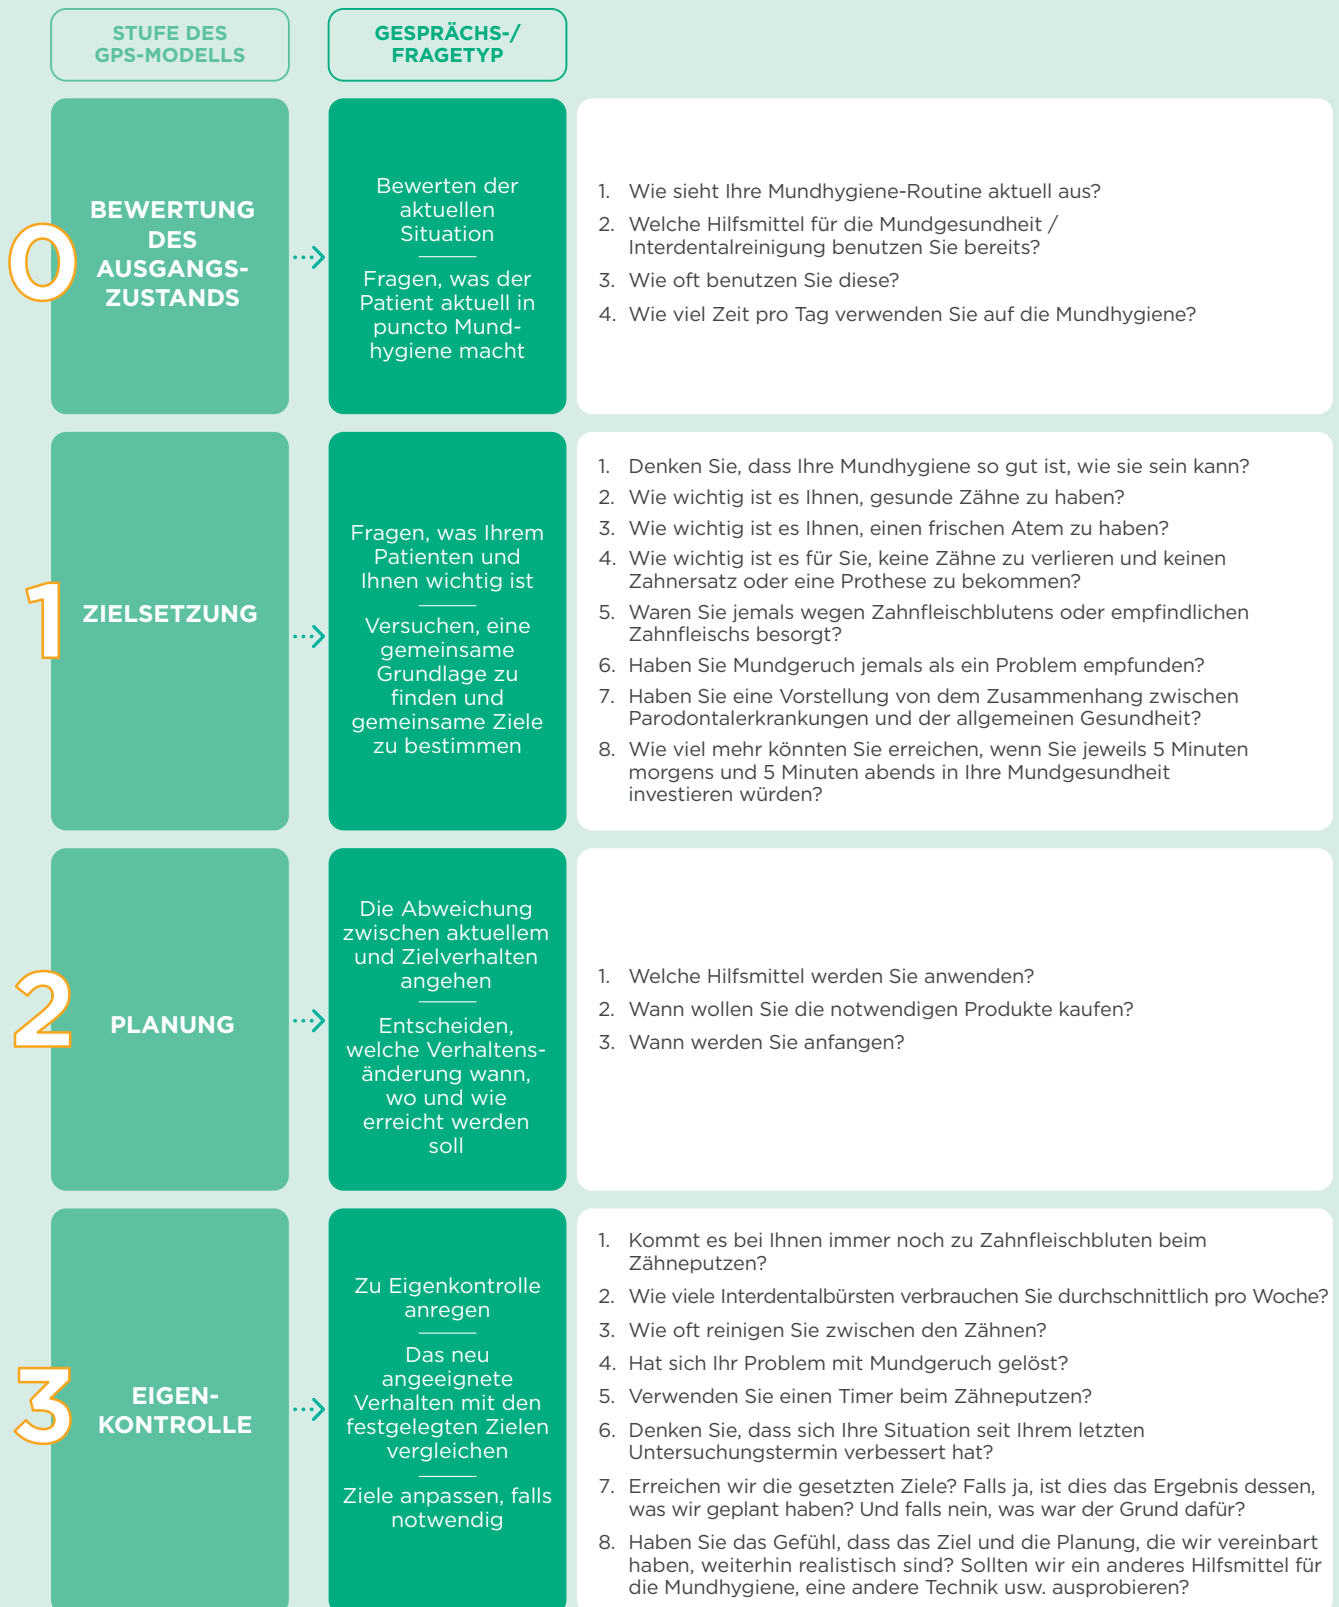 STUFE DES
GPS-MODELLS
GESPRÄCHS-/
FRAGETYP
0
BEWERTUNG
DES
AUSGANGS-
ZUSTANDS
Bewerten der
aktuellen
Situation
Fragen, was der
Patient aktuell in
puncto Mund-
hygiene macht
1. Wie sieht Ihre Mundhygiene-Routine aktuell aus?
2. Welche Hilfsmittel für die Mundgesundheit /
Interdentalreinigung benutzen Sie bereits?
3. Wie oft benutzen Sie diese?
4. Wie viel Zeit pro Tag verwenden Sie auf die Mundhygiene?
1
ZIELSETZUNG
Fragen, was Ihrem
Patienten und
Ihnen wichtig ist
Versuchen, eine
gemeinsame
Grundlage zu
finden und
gemeinsame Ziele
zu bestimmen
1. Denken Sie, dass Ihre Mundhygiene so gut ist, wie sie sein kann?
2. Wie wichtig ist es Ihnen, gesunde Zähne zu haben?
3. Wie wichtig ist es Ihnen, einen frischen Atem zu haben?
4. Wie wichtig ist es für Sie, keine Zähne zu verlieren und keinen
Zahnersatz oder eine Prothese zu bekommen?
5. Waren Sie jemals wegen Zahnfleischblutens oder empfindlichen
Zahnfleischs besorgt?
6. Haben Sie Mundgeruch jemals als ein Problem empfunden?
7. Haben Sie eine Vorstellung von dem Zusammenhang zwischen
Parodontalerkrankungen und der allgemeinen Gesundheit?
8. Wie viel mehr könnten Sie erreichen, wenn Sie jeweils 5 Minuten
morgens und 5 Minuten abends in Ihre Mundgesundheit
investieren würden?
2
PLANUNG
Die Abweichung
zwischen aktuellem
und Zielverhalten
angehen
Entscheiden,
welche Verhaltens-
änderung wann,
wo und wie
erreicht werden
soll
1. Welche Hilfsmittel werden Sie anwenden?
2. Wann wollen Sie die notwendigen Produkte kaufen?
3. Wann werden Sie anfangen?
3
EIGEN-
KONTROLLE
Zu Eigenkontrolle
anregen
Das neu
angeeignete
Verhalten mit den
festgelegten Zielen
vergleichen
Ziele anpassen, falls
notwendig
1. Kommt es bei Ihnen immer noch zu Zahnfleischbluten beim
Zähneputzen?
2. Wie viele Interdentalbürsten verbrauchen Sie durchschnittlich pro Woche?
3. Wie oft reinigen Sie zwischen den Zähnen?
4. Hat sich Ihr Problem mit Mundgeruch gelöst?
5. Verwenden Sie einen Timer beim Zähneputzen?
6. Denken Sie, dass sich Ihre Situation seit Ihrem letzten
Untersuchungstermin verbessert hat?
7. Erreichen wir die gesetzten Ziele? Falls ja, ist dies das Ergebnis dessen,
was wir geplant haben? Und falls nein, was war der Grund dafür?
8. Haben Sie das Gefühl, dass das Ziel und die Planung, die wir vereinbart
haben, weiterhin realistisch sind? Sollten wir ein anderes Hilfsmittel für
die Mundhygiene, eine andere Technik usw. ausprobieren?